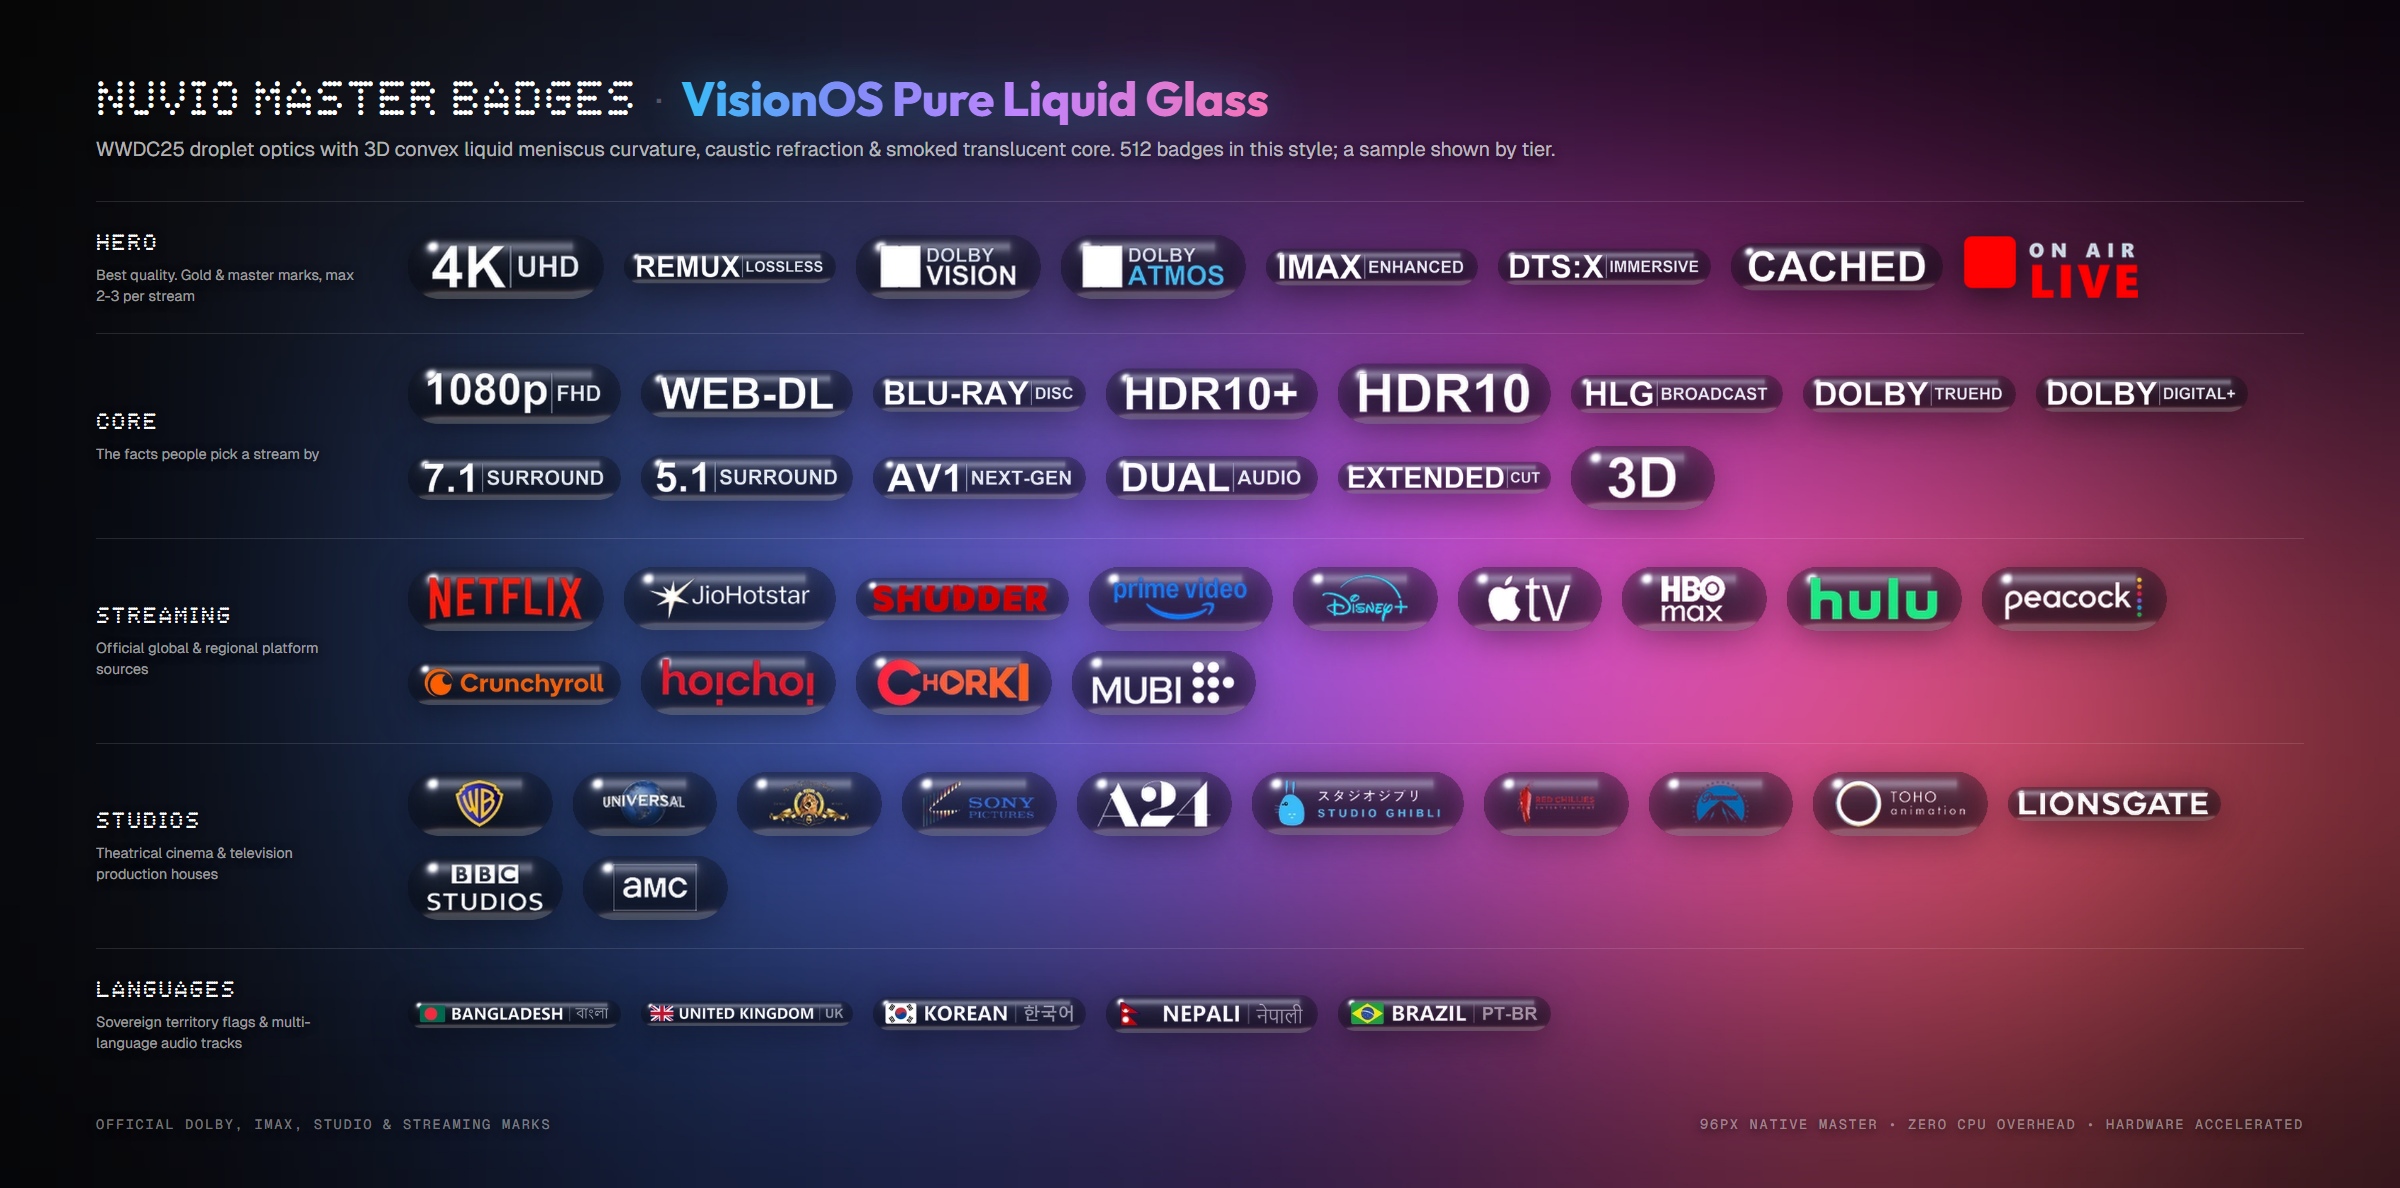 NUVIO MASTER BADGES · VisionOS Pure Liquid Glass
WWDC25 droplet optics with 3D convex liquid meniscus curvature, caustic refraction & smoked translucent core. 512 badges in this style; a sample shown by tier.
HERO
Best quality. Gold & master marks, max
2-3 per stream
4K UHD
REMUX LOSSLESS
DOLBY
VISION
DOLBY
ATMOS
IMAX ENHANCED
DTS:X IMMERSIVE
CACHED
ON AIR
LIVE
CORE
The facts people pick a stream by
1080p FHD
WEB-DL
BLU-RAY DISC
HDR10+
HDR10
HLG BROADCAST
DOLBY TRUEHD
DOLBY DIGITAL+
7.1 SURROUND
5.1 SURROUND
AV1 NEXT-GEN
DUAL AUDIO
EXTENDED CUT
3D
STREAMING
Official global & regional platform
sources
NETFLIX
JioHotstar
SHUDDER
prime video
Disney+
tv
HBO
max
hulu
peacock
Crunchyroll
hoichoi
CHORKI
MUBI
STUDIOS
Theatrical cinema & television
production houses
WB
UNIVERSAL
SONY
PICTURES
A24
スタジオジブリ
STUDIO GHIBLI
RED CHILLIES
ENTERTAINMENT
Paramount
TOHO
animation
LIONSGATE
BBC
STUDIOS
aMC
LANGUAGES
Sovereign territory flags & multi-
language audio tracks
BANGLADESH বাংলা
UNITED KINGDOM UK
KOREAN 한국어
NEPALI नेपाली
BRAZIL PT-BR
OFFICIAL DOLBY, IMAX, STUDIO & STREAMING MARKS
96PX NATIVE MASTER • ZERO CPU OVERHEAD • HARDWARE ACCELERATED